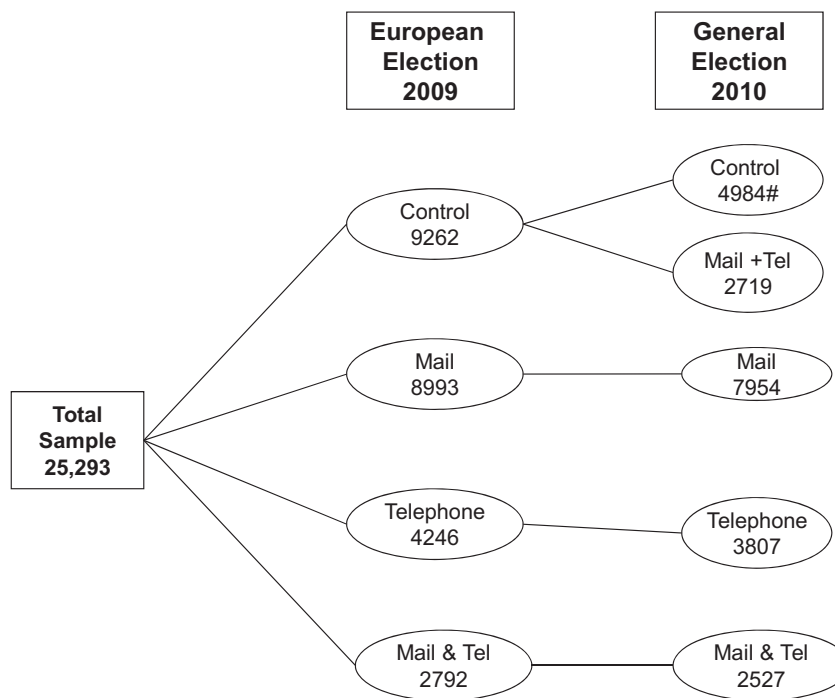 European
Election
2009
General
Election
2010
Control
9262
Control
4984#
Mail +Tel
2719
Mail
8993
Mail
7954
Total
Sample
25,293
Telephone
4246
Telephone
3807
Mail & Tel
2792
Mail & Tel
2527